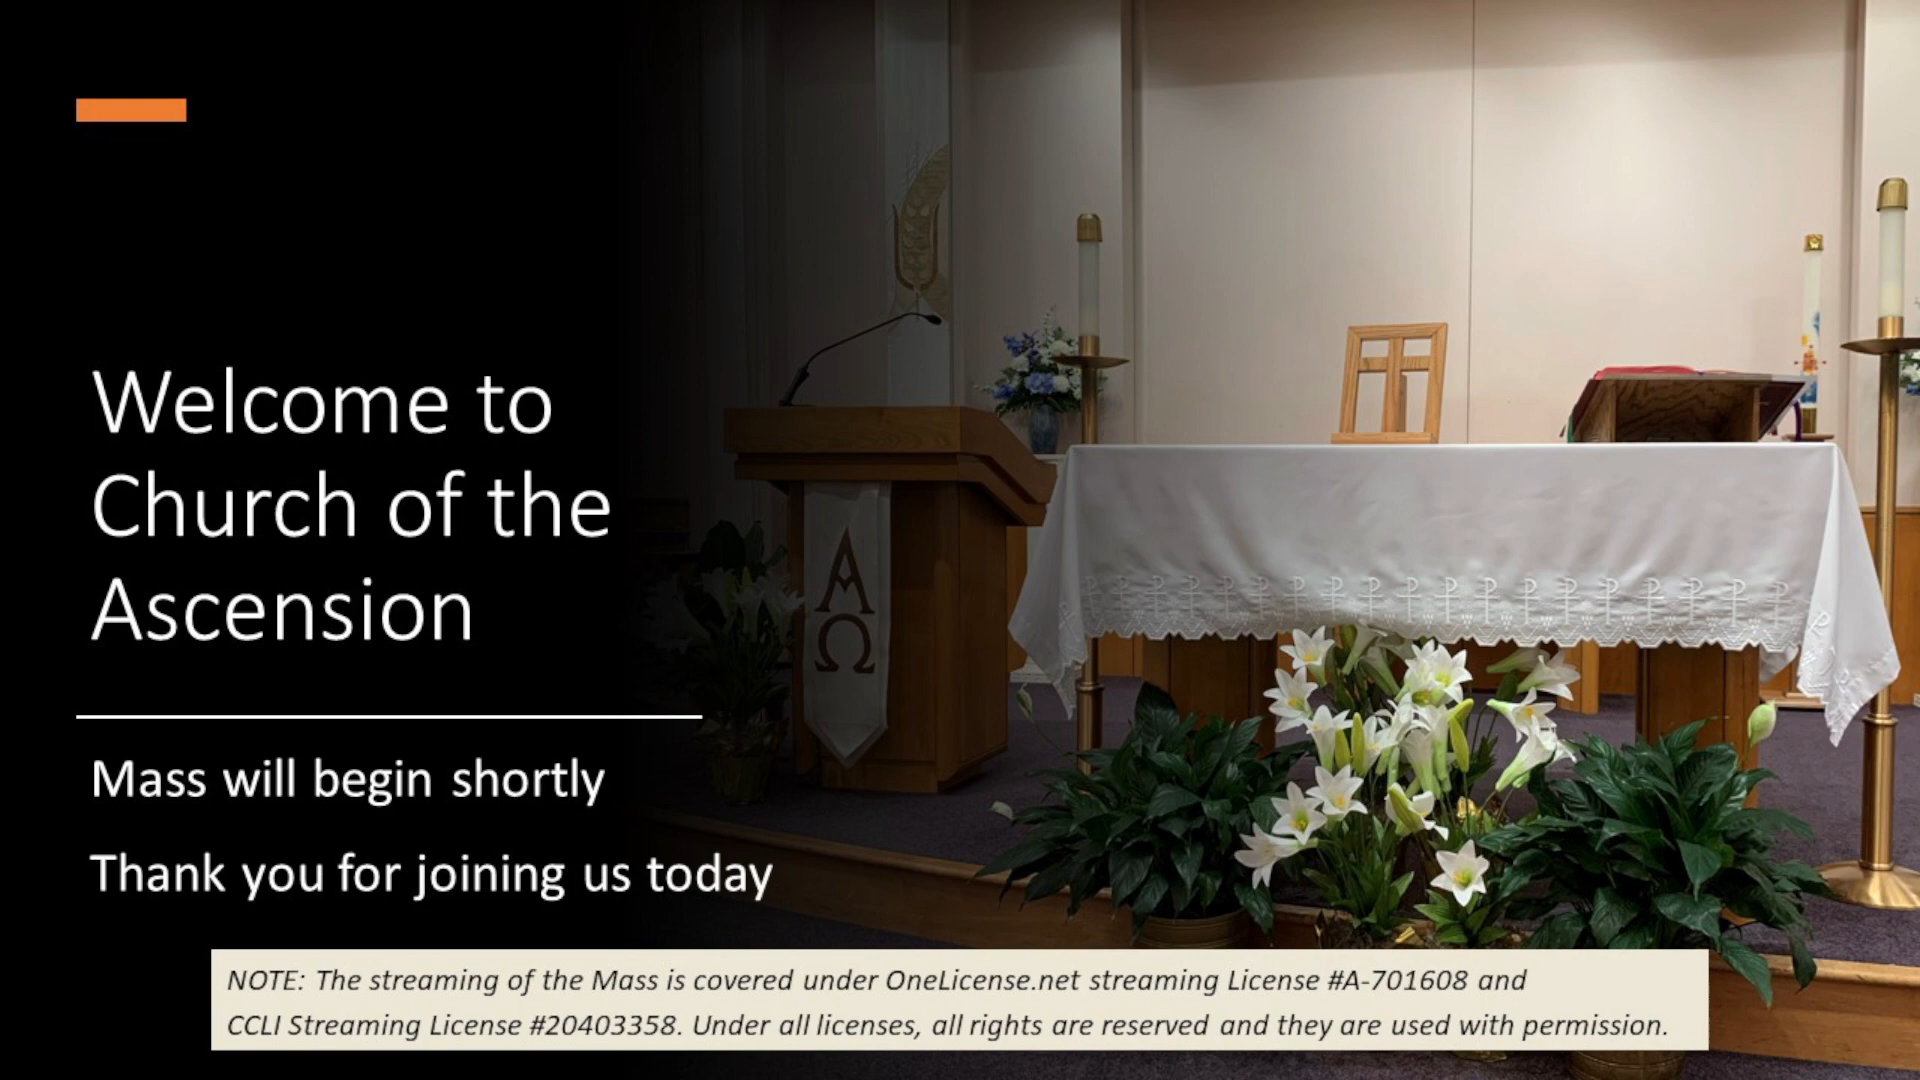 Welcome to
Church of the
Ascension
Mass will begin shortly
Thank you for joining us today
ΑΩ
NOTE: The streaming of the Mass is covered under OneLicense.net streaming License #A-701608 and
CCLI Streaming License #20403358. Under all licenses, all rights are reserved and they are used with permission.